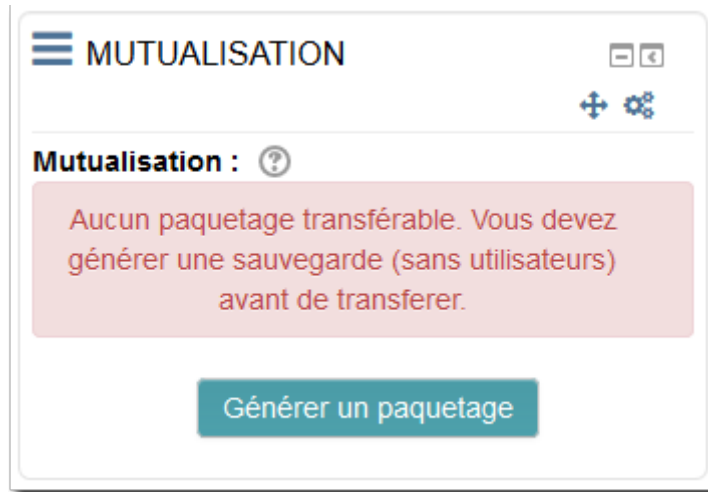 MUTUALISATION
Mutualisation :
Aucun paquetage transférable. Vous devez
générer une sauvegarde (sans utilisateurs)
avant de transferer.
Générer un paquetage